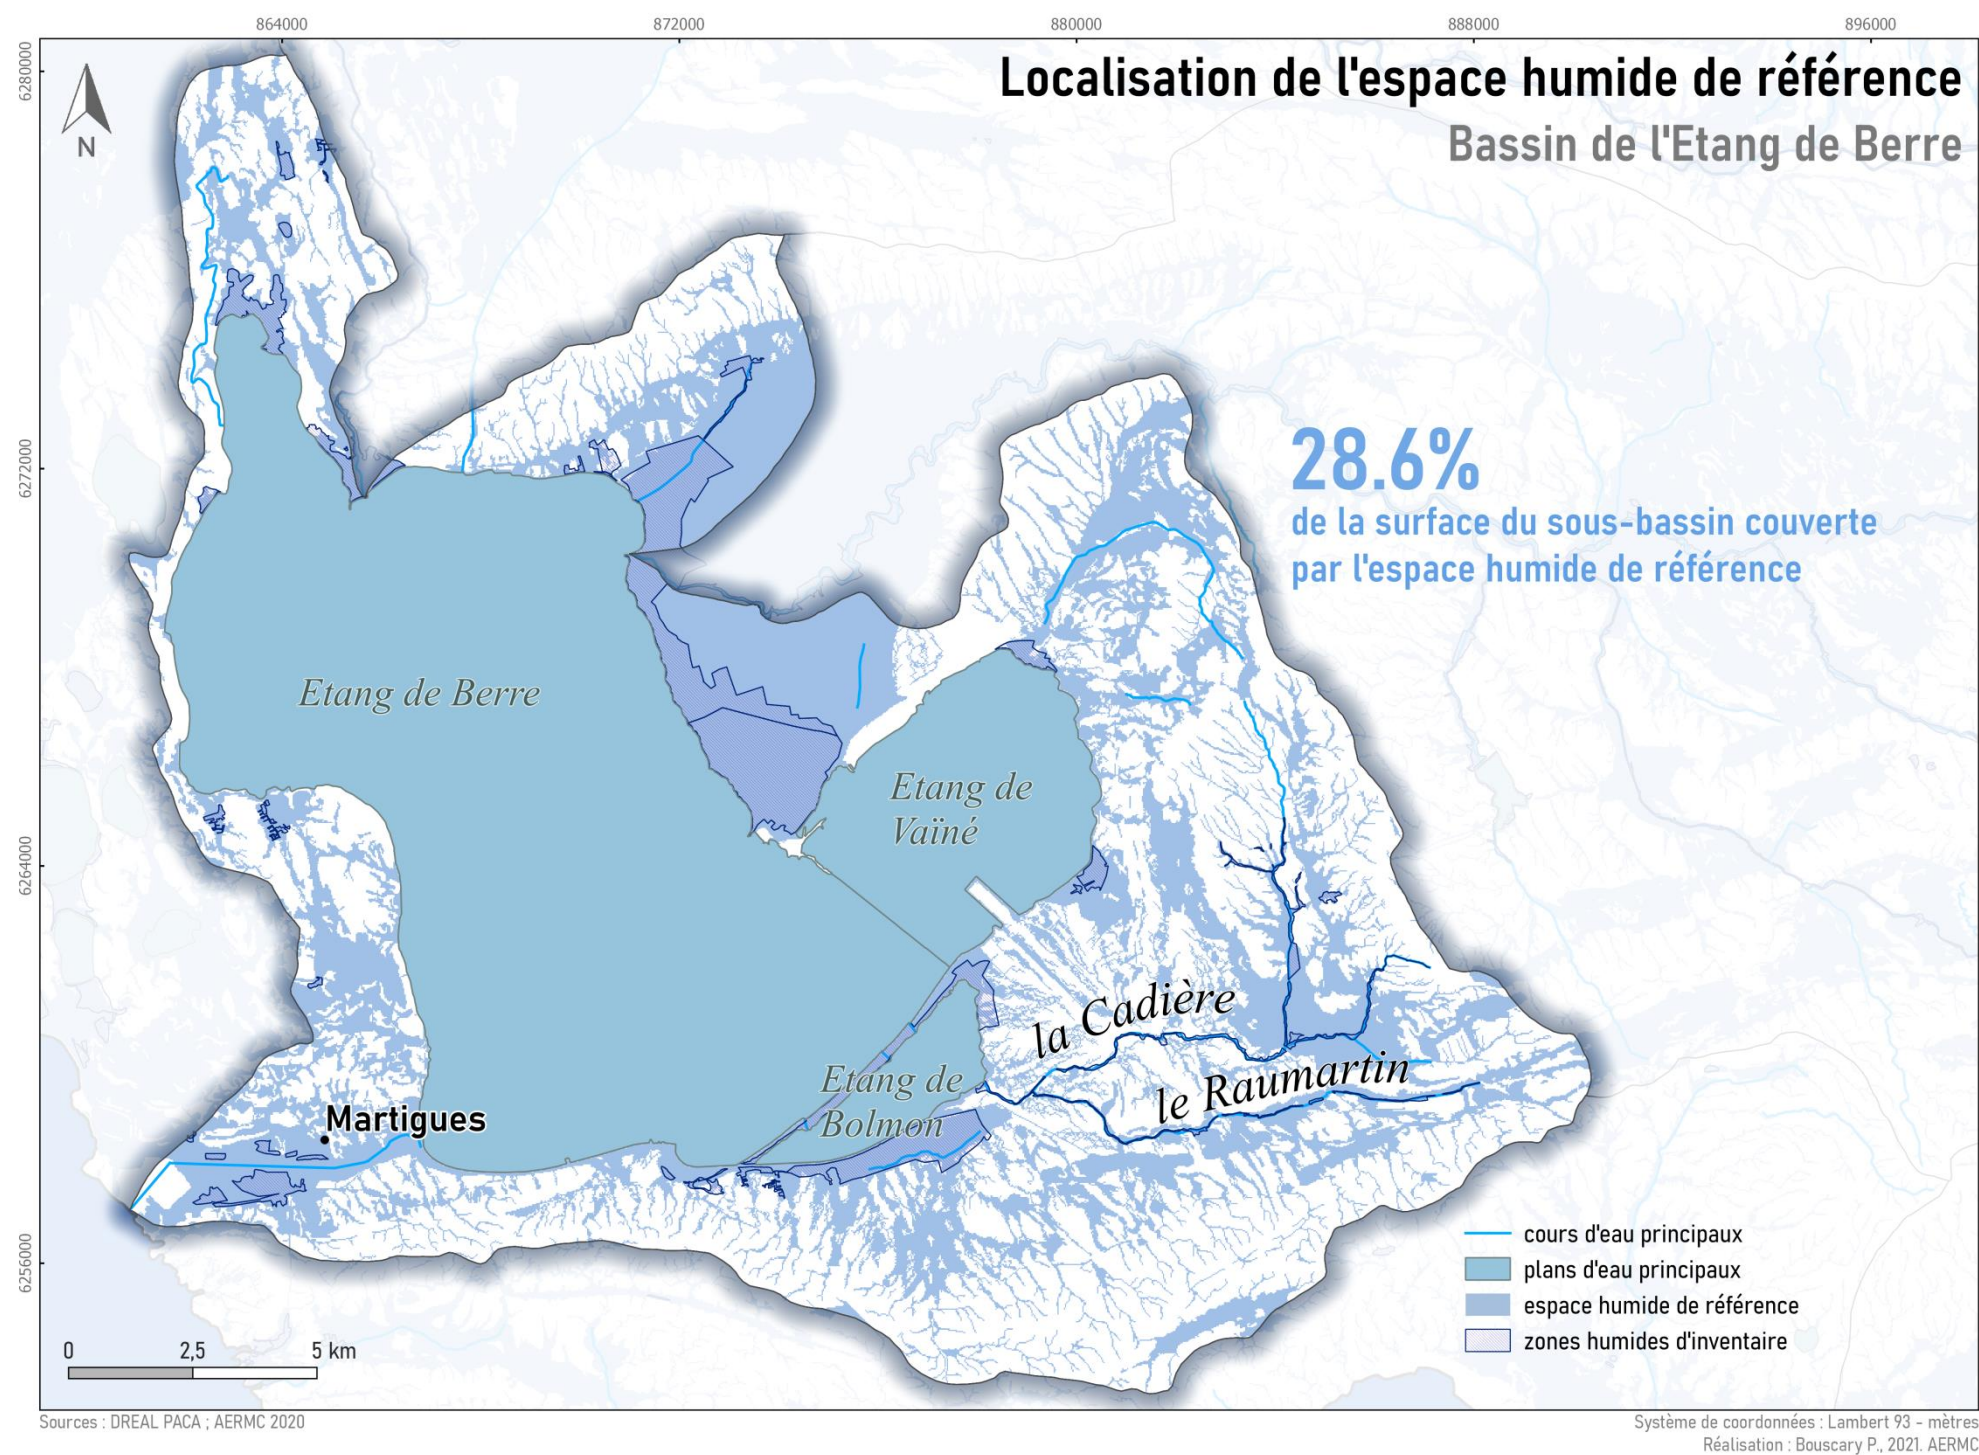 864000
872000
880000
888000
896000
6280000
6272000
6264000
6256000
N
Localisation de l'espace humide de référence
Bassin de l'Etang de Berre
28.6%
de la surface du sous-bassin couverte
par l'espace humide de référence
Etang de Berre
Etang de
Vaïné
la Cadière
le Raumartin
Etang de
Bolmon
Martigues
cours d'eau principaux
plans d'eau principaux
espace humide de référence
zones humides d'inventaire
0 2,5 5 km
Sources : DREAL PACA ; AERMC 2020
Système de coordonnées : Lambert 93 - mètres
Réalisation : Bouscary P., 2021. AERMC